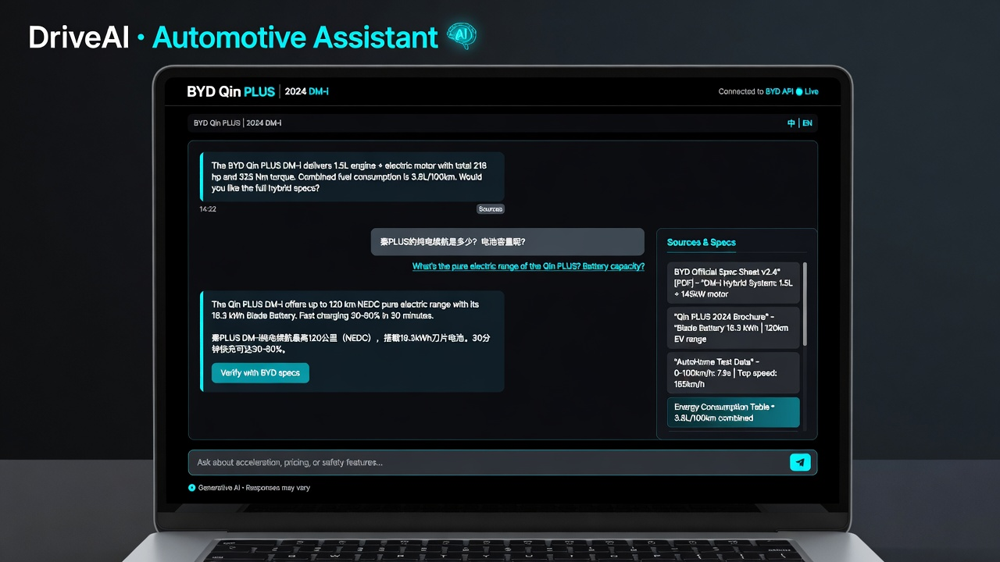 DriveAI · Automotive Assistant AI
BYD Qin PLUS | 2024 DM-i
Connected to BYD API Live
BYD Qin PLUS | 2024 DM-i
中 | EN
The BYD Qin PLUS DM-i delivers 1.5L engine + electric motor with total 218
hp and 325 Nm torque. Combined fuel consumption is 3.8L/100km. Would
you like the full hybrid specs?
14:22
Sources
秦PLUS的纯电续航是多少？电池容量呢？
What's the pure electric range of the Qin PLUS? Battery capacity?
The Qin PLUS DM-i offers up to 120 km NEDC pure electric range with its
18.3 kWh Blade Battery. Fast charging 30-80% in 30 minutes.
秦PLUS DM-i纯电续航最高120公里（NEDC），搭载18.3kWh刀片电池。30分
钟快充可达30-80%。
Verify with BYD specs
Sources & Specs
BYD Official Spec Sheet v2.4"
[PDF] - "DM-i Hybrid System: 1.5L
+ 145kW motor
"Qin PLUS 2024 Brochure" -
"Blade Battery 18.3 kWh | 120km
EV range
"AutoHome Test Data" -
0-100km/h: 7.9s | Top speed:
185km/h
Energy Consumption Table •
3.8L/100km combined
Ask about acceleration, pricing, or safety features...
Generative AI • Responses may vary